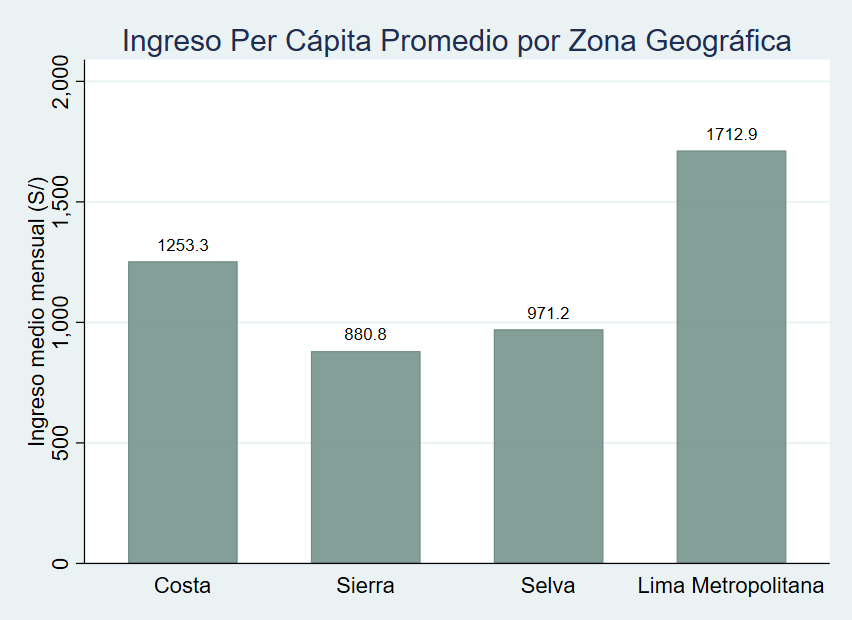 Ingreso Per Cápita Promedio por Zona Geográfica
Ingreso medio mensual (S/)
2,000
1,500
1,000
500
0
1253.3
880.8
971.2
1712.9
Costa
Sierra
Selva
Lima Metropolitana